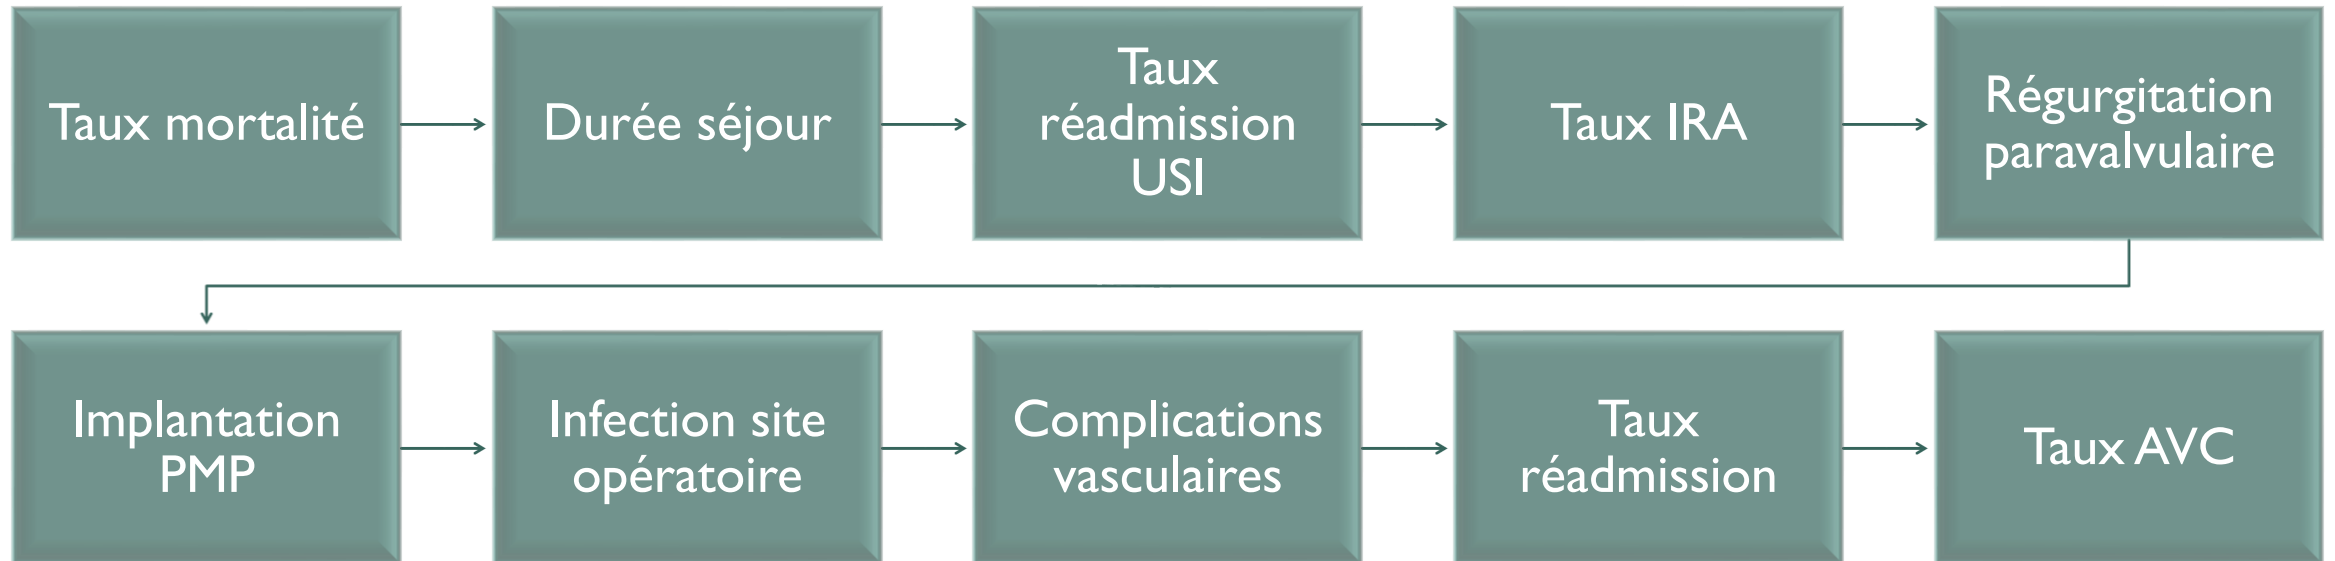 Taux mortalité
Durée séjour
Taux
réadmission
USI
Taux IRA
Régurgitation
paravalvulaire
Implantation
PMP
Infection site
opératoire
Complications
vasculaires
Taux
réadmission
Taux AVC